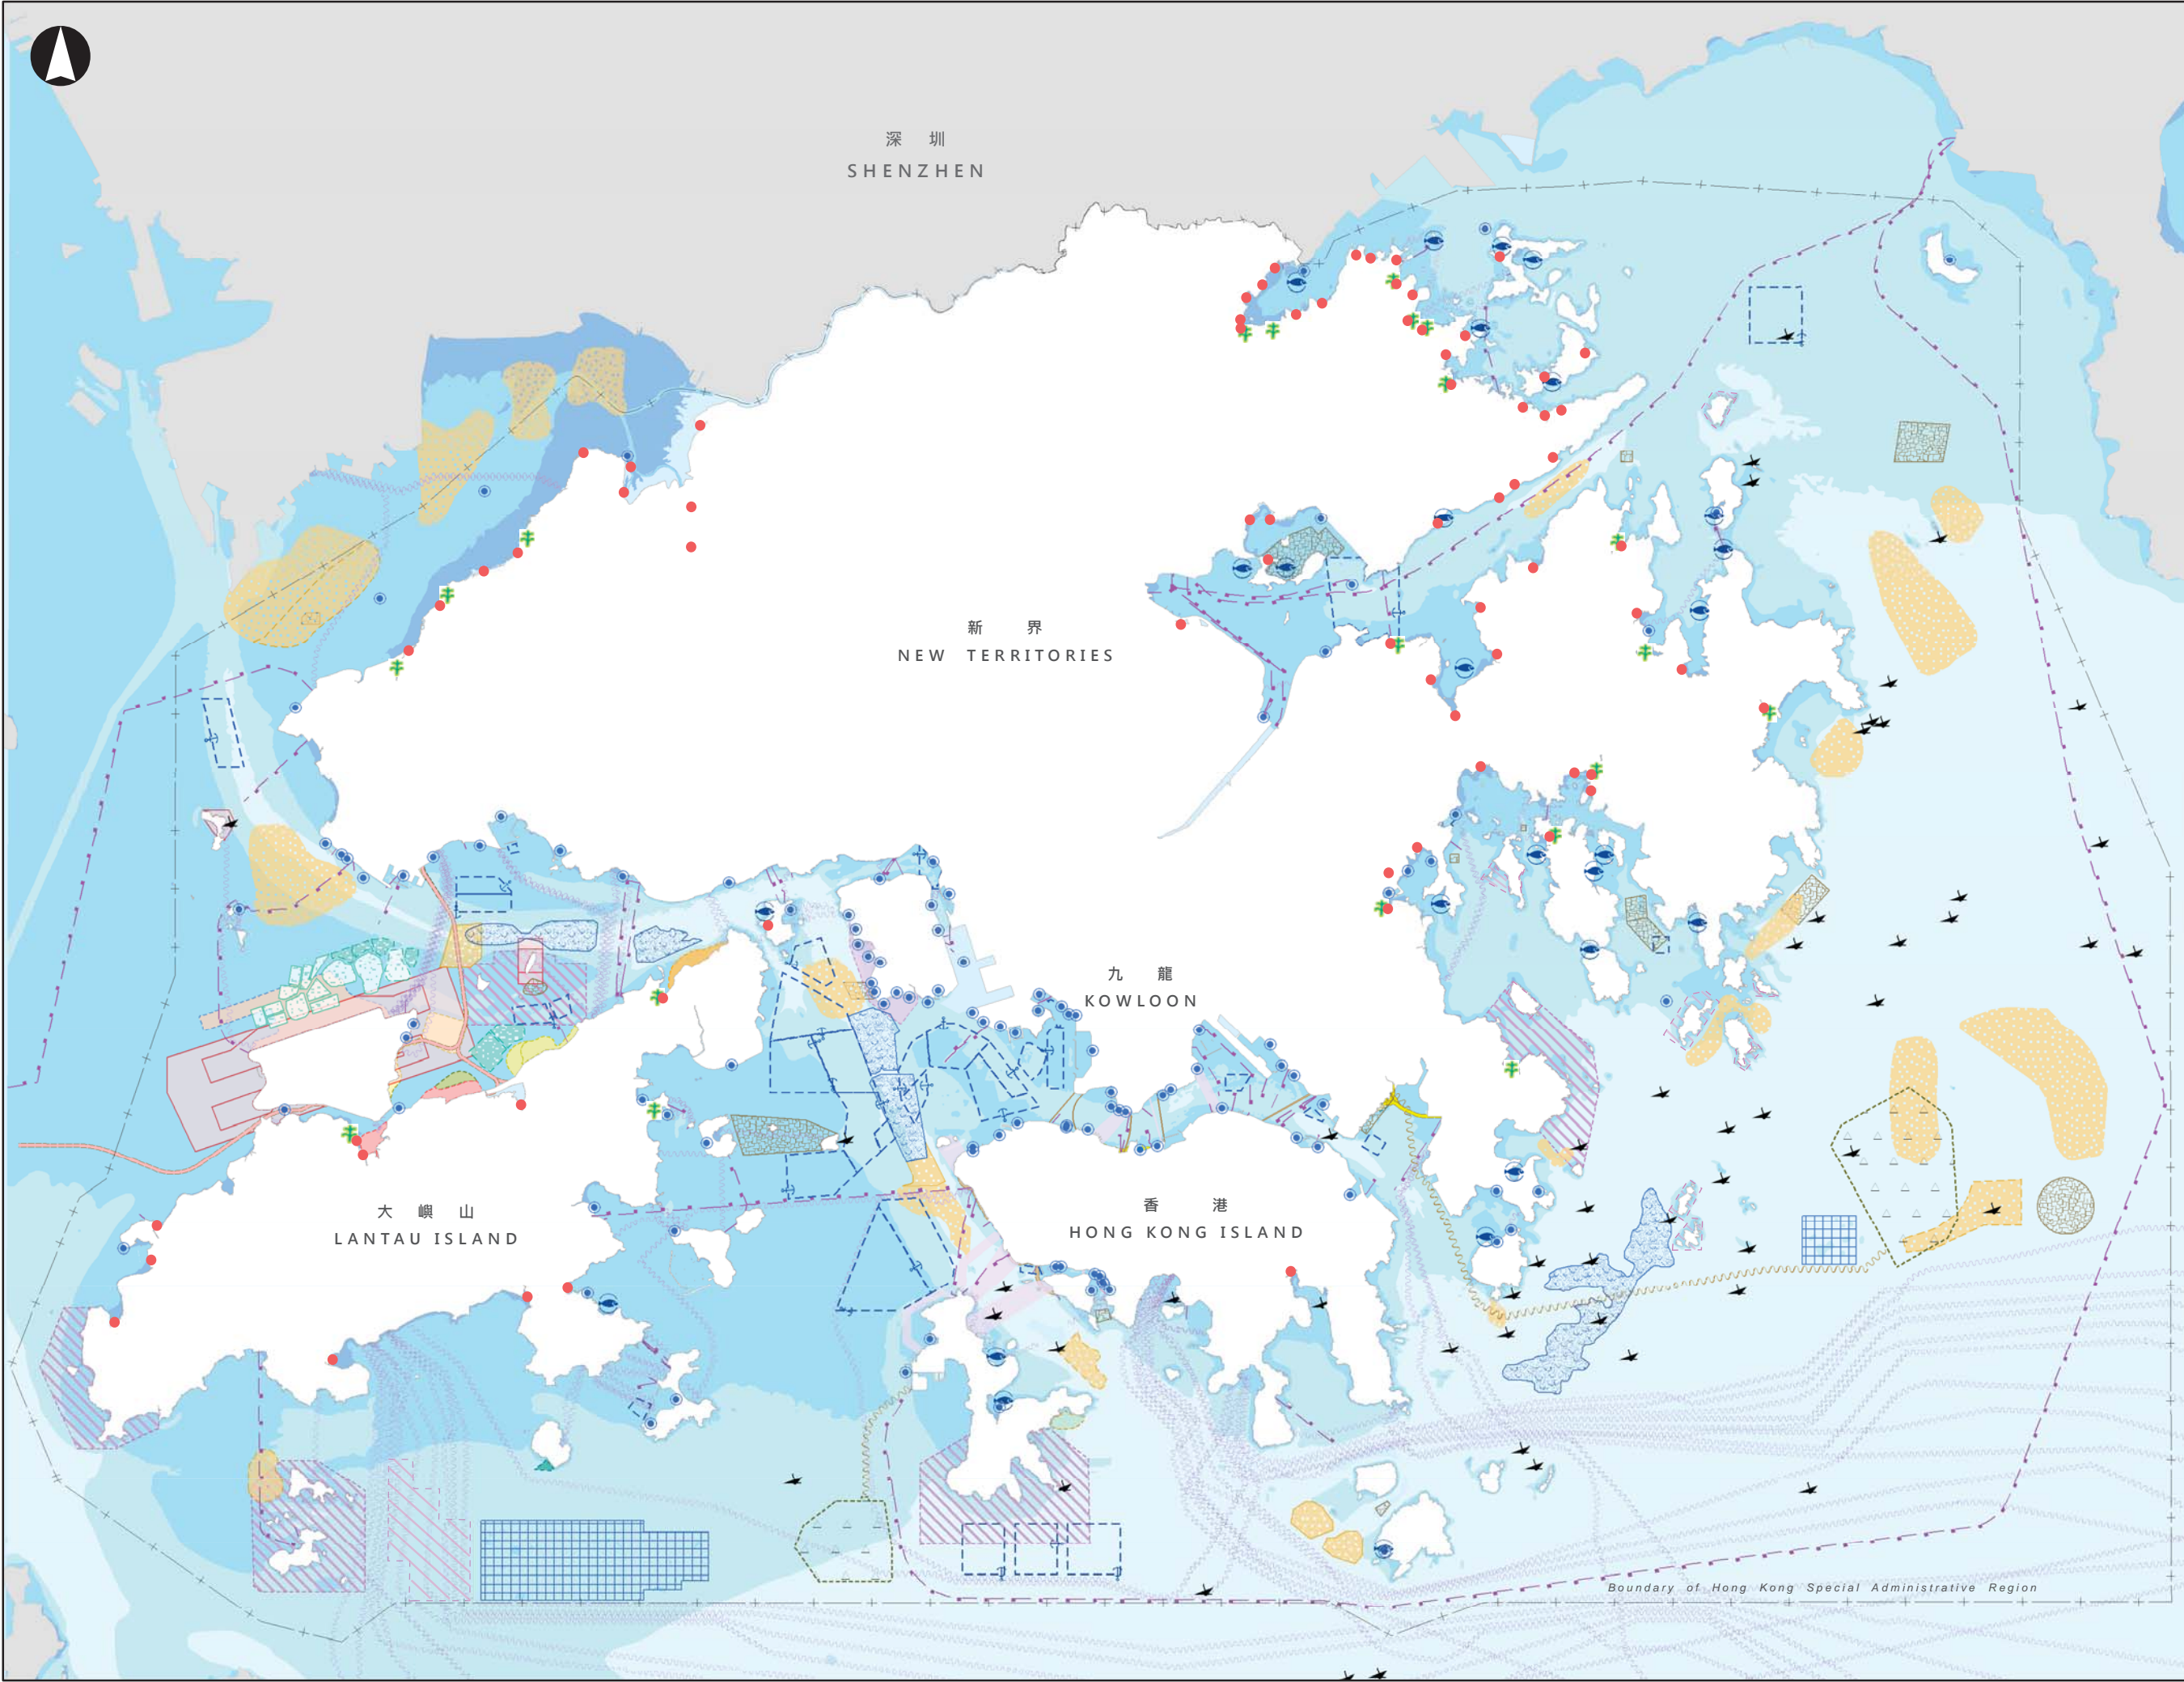 深 圳
SHENZHEN
新 界
NEW TERRITORIES
九 龍
KOWLOON
大 嶼 山
LANTAU ISLAND
香 港
HONG KONG ISLAND
Boundary of Hong Kong Special Administrative Region